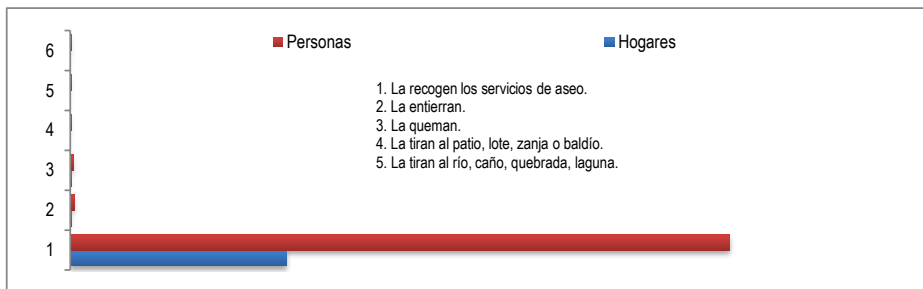 Personas
Hogares
6
5
4
3
2
1
1. La recogen los servicios de aseo.
2. La entierran.
3. La queman.
4. La tiran al patio, lote, zanja o baldío.
5. La tiran al río, caño, quebrada, laguna.